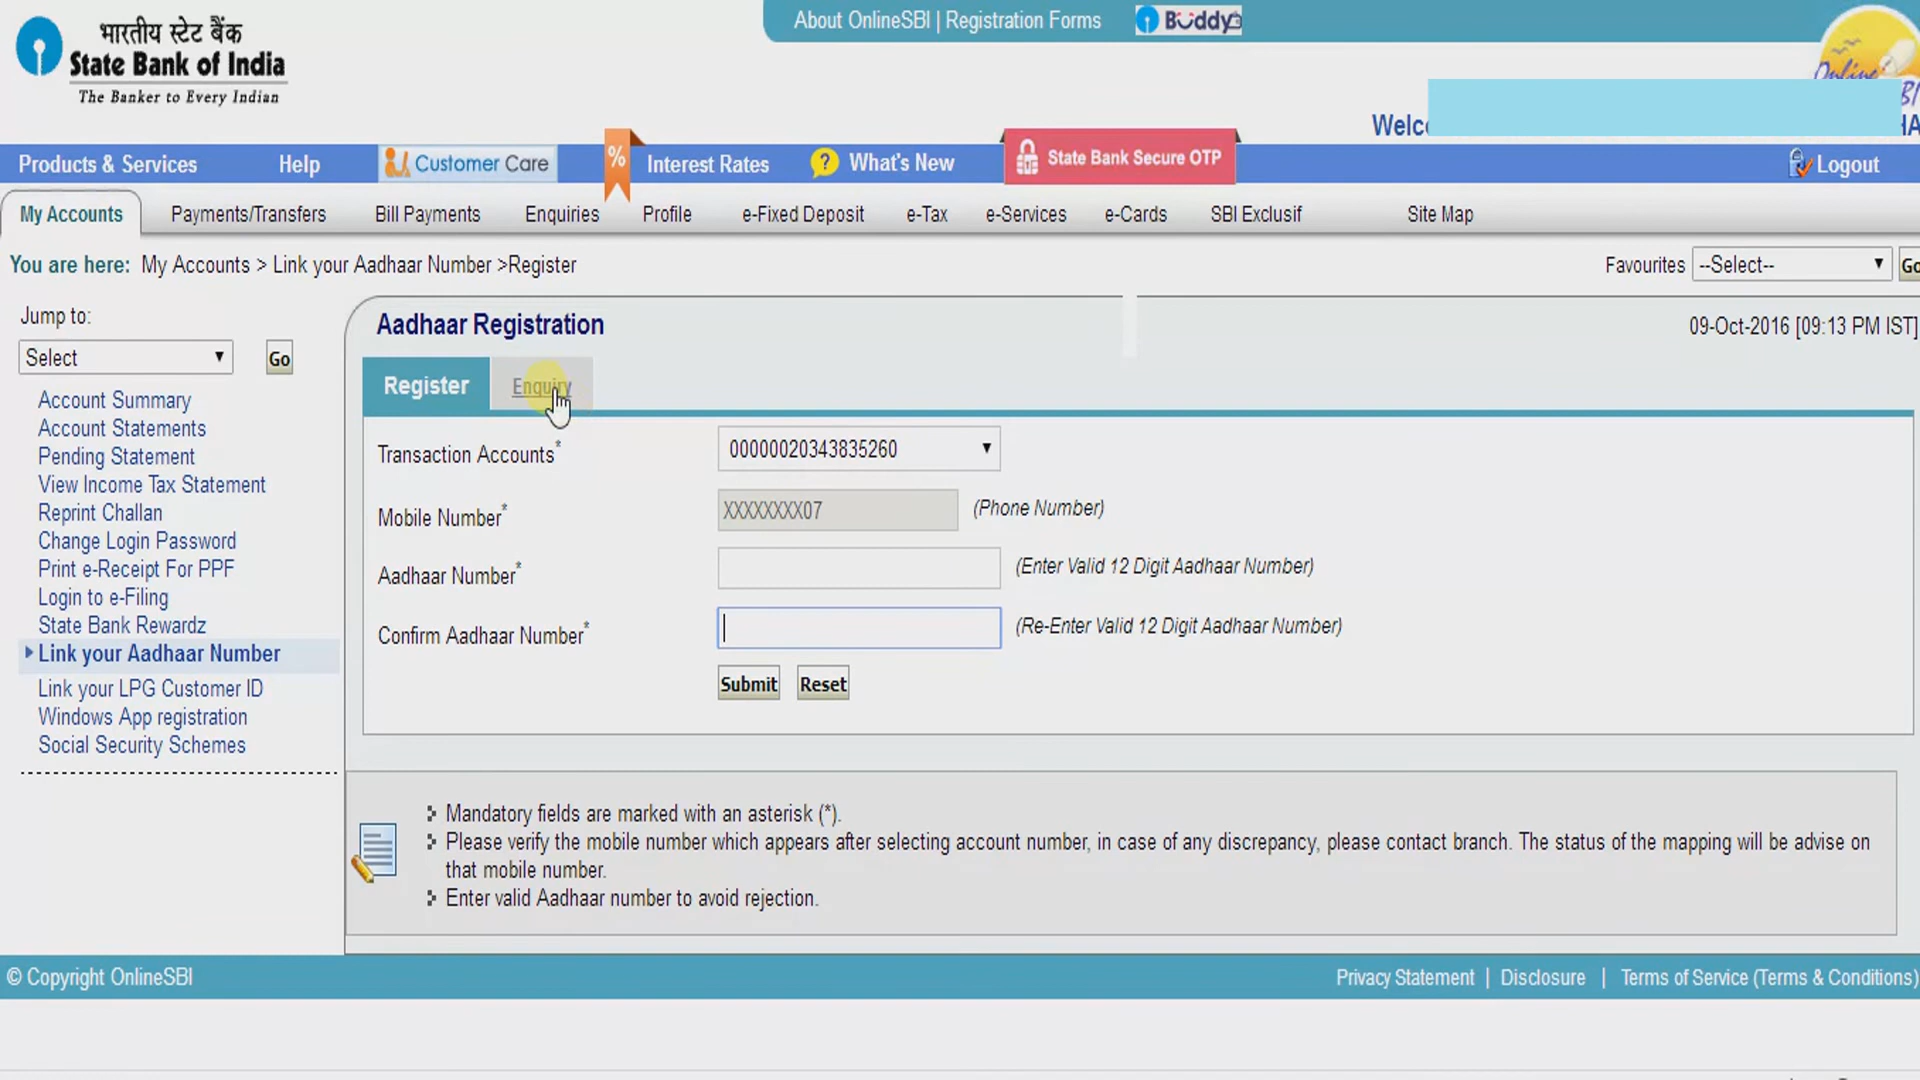 About OnlineSBI | Registration Forms
Buddy
भारतीय स्टेट बैंक
State Bank of India
The Banker to Every Indian
Online
Welc
Products & Services
Help
Customer Care
%
Interest Rates
? What's New
State Bank Secure OTP
Logout
My Accounts
Payments/Transfers
Bill Payments
Enquiries
Profile
e-Fixed Deposit
e-Tax
e-Services
e-Cards
SBI Exclusif
Site Map
You are here: My Accounts > Link your Aadhaar Number >Register
Favourites
--Select--
Go
Jump to:
Select
Go
Account Summary
Account Statements
Pending Statement
View Income Tax Statement
Reprint Challan
Change Login Password
Print e-Receipt For PPF
Login to e-Filing
State Bank Rewardz
Link your Aadhaar Number
Link your LPG Customer ID
Windows App registration
Social Security Schemes
Aadhaar Registration
09-Oct-2016 [09:13 PM IST]
Register
Enquiry
Transaction Accounts*
00000020343835260
Mobile Number*
XXXXXXXX07
(Phone Number)
Aadhaar Number*
(Enter Valid 12 Digit Aadhaar Number)
Confirm Aadhaar Number*
(Re-Enter Valid 12 Digit Aadhaar Number)
Submit
Reset
Mandatory fields are marked with an asterisk (*).
Please verify the mobile number which appears after selecting account number, in case of any discrepancy, please contact branch. The status of the mapping will be advise on
that mobile number.
Enter valid Aadhaar number to avoid rejection.
© Copyright OnlineSBI
Privacy Statement | Disclosure | Terms of Service (Terms & Conditions)